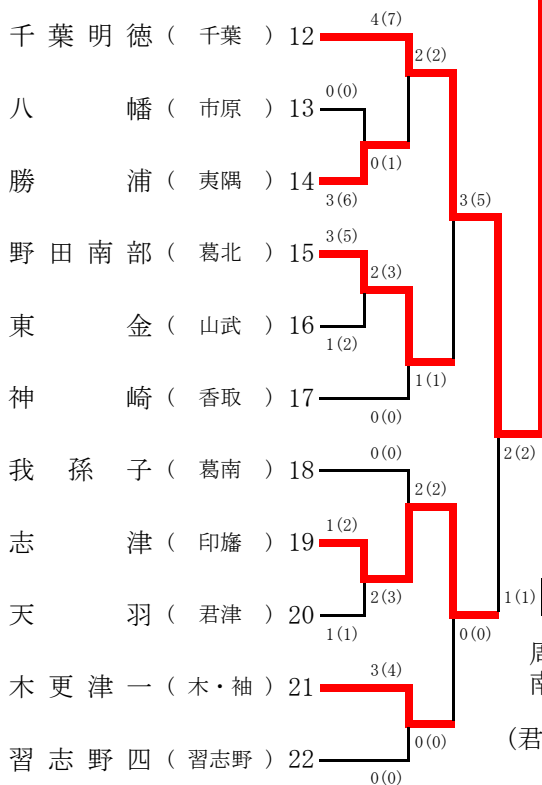 4(7)
千葉明徳（ 千葉 ）12
2(2)
0(0)
八幡（ 市原 ）13
0(1)
勝浦（ 夷隅 ）14
3(6)
3(5)
3(5)
野田南部（ 葛北 ）15
2(3)
東金（ 山武 ）16
1(2)
1(1)
神崎（ 香取 ）17
0(0)
2(2)
0(0)
我孫子（ 葛南 ）18
2(2)
1(2)
志津（ 印旛 ）19
2(3)
1(1)
天羽（ 君津 ）20
1(1)
0(0)
周南
3(4)
木更津一（ 木・袖 ）21
0(0)
（君
習志野四（ 習志野 ）22
0(0)